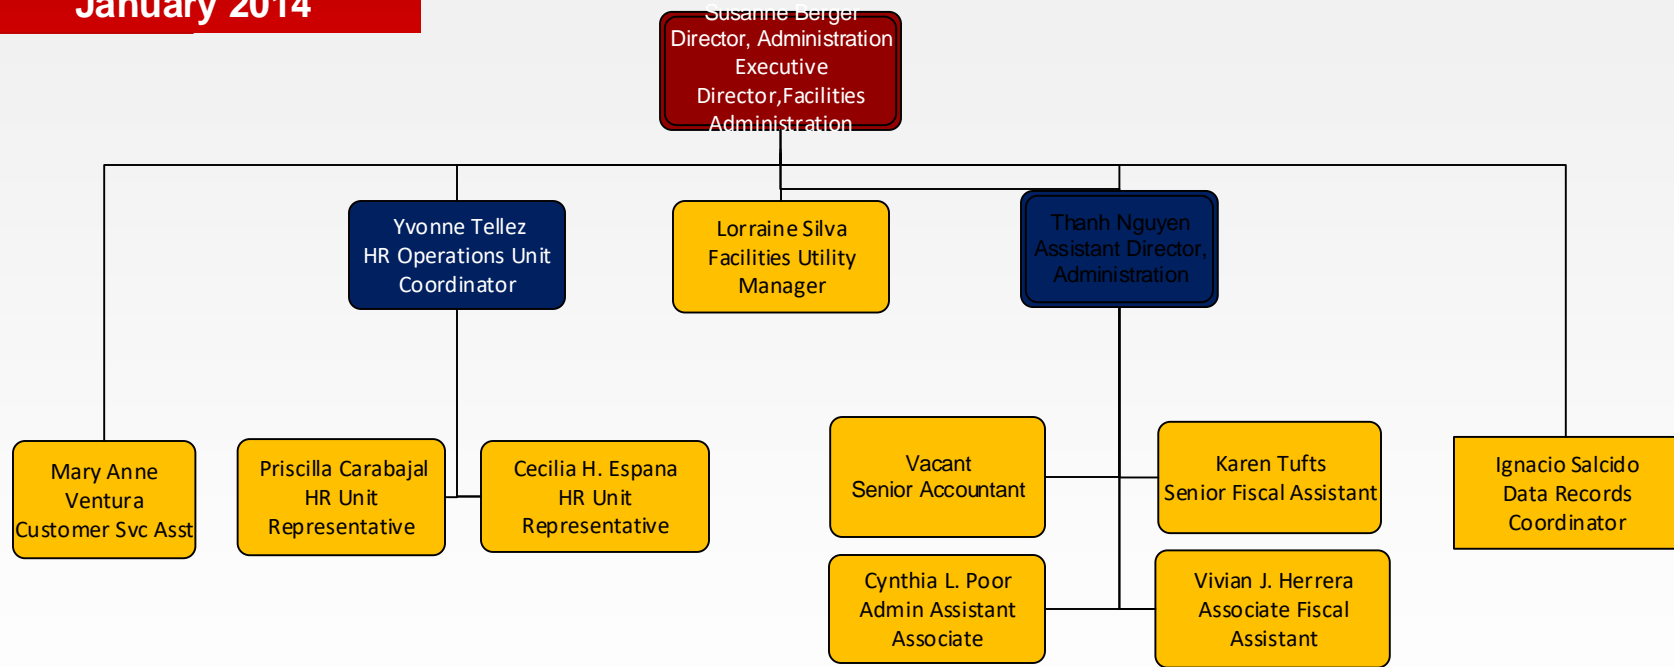 January 2014
Susanne Berger
Director, Administration
Executive
Director,Facilities
Administration
Yvonne Tellez
HR Operations Unit
Coordinator
Lorraine Silva
Facilities Utility
Manager
Thanh Nguyen
Assistant Director,
Administration
Mary Anne
Ventura
Customer Svc Asst
Priscilla Carabajal
HR Unit
Representative
Cecilia H. Espana
HR Unit
Representative
Vacant
Senior Accountant
Karen Tufts
Senior Fiscal Assistant
Ignacio Salcido
Data Records
Coordinator
Cynthia L. Poor
Admin Assistant
Associate
Vivian J. Herrera
Associate Fiscal
Assistant